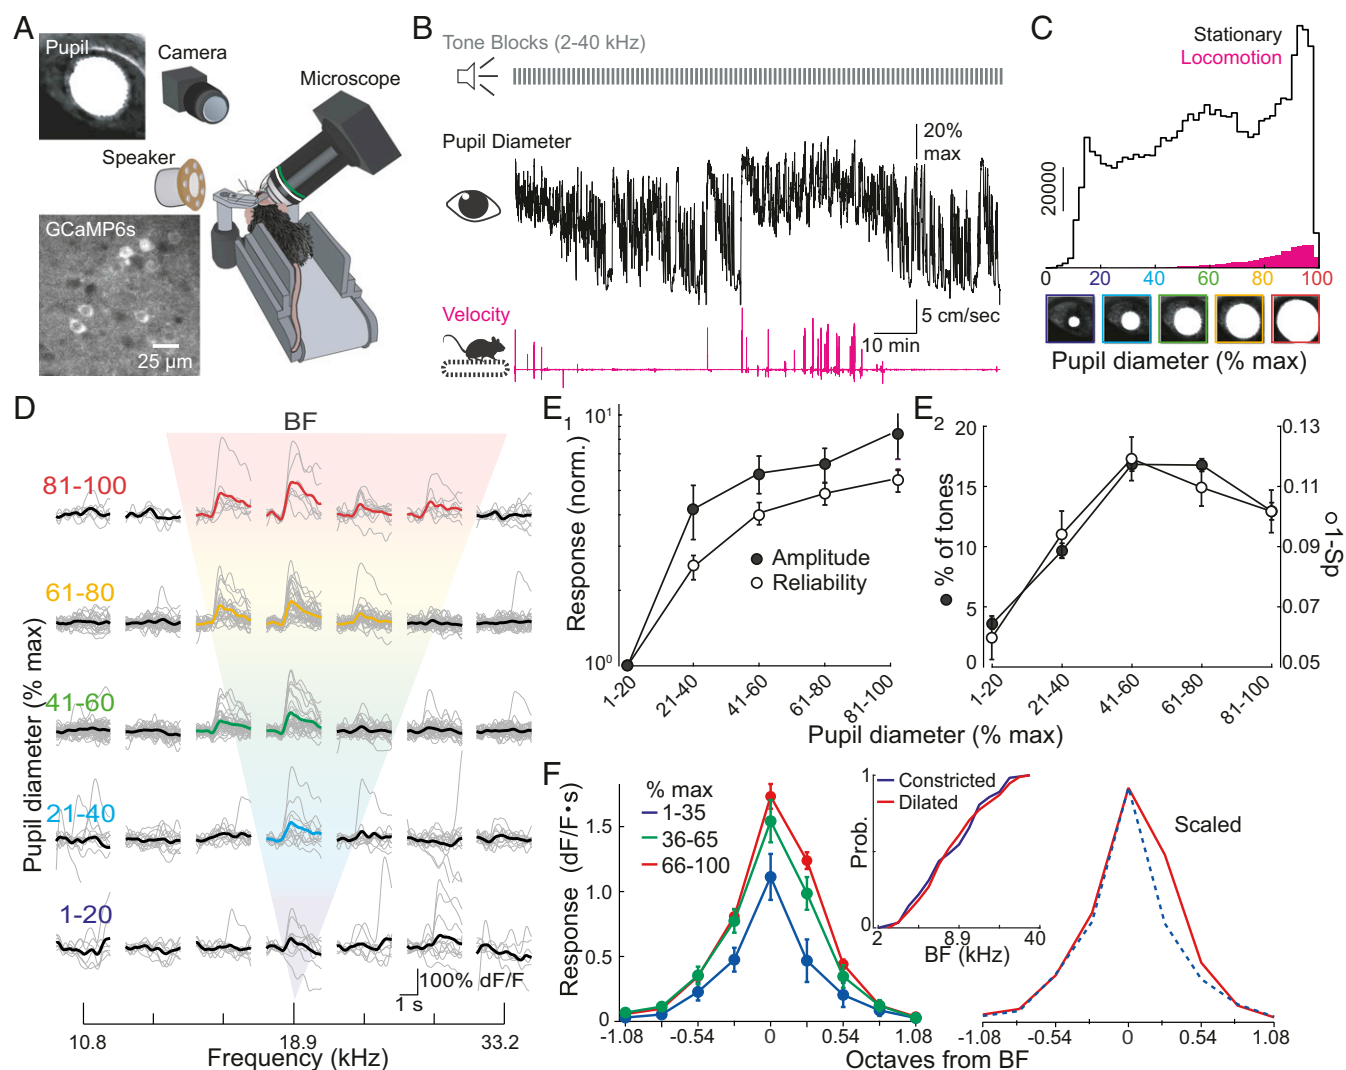 A
Pupil
Camera
Microscope
Speaker
GCaMP6s
25 µm
B
Tone Blocks (2-40 kHz)
Pupil Diameter
20%
max
Velocity
5 cm/sec
10 min
C
Stationary
Locomotion
20000
0 20 40 60 80 100
Pupil diameter (% max)
D
BF
81-100
61-80
41-60
21-40
1-20
Pupil diameter (% max)
100% dF/F
1 s
10.8 18.9 33.2
Frequency (kHz)
E1
Response (norm.)
10^1
10^0
Amplitude
Reliability
1-20 21-40 41-60 61-80 81-100
E2
% of tones
20
15
10
5
0
0.13
0.11
0.09
0.07
0.05
1-Sp
1-20 21-40 41-60 61-80 81-100
Pupil diameter (% max)
F
Response (dF/F•s)
1.5
1.0
0.5
0
% max
1-35
36-65
66-100
-1.08 -0.54 0 0.54 1.08
Prob.
1
0
Constricted
Dilated
2 8.9 40
BF (kHz)
Scaled
-1.08 -0.54 0 0.54 1.08
Octaves from BF